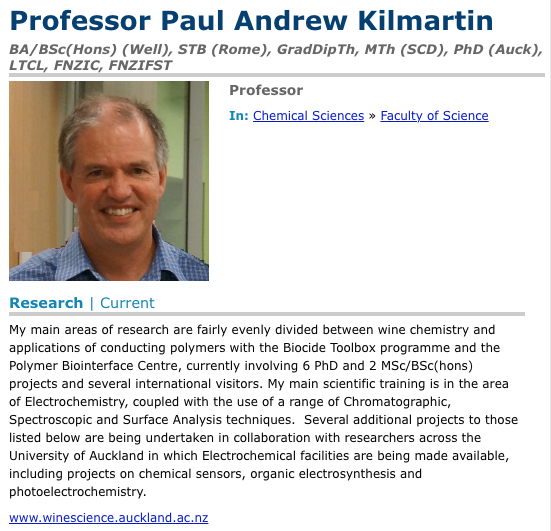 Professor Paul Andrew Kilmartin
BA/BSc(Hons) (Well), STB (Rome), GradDipTh, MTh (SCD), PhD (Auck),
LTCL, FNZIC, FNZIFST
Professor
In: Chemical Sciences » Faculty of Science
Research | Current
My main areas of research are fairly evenly divided between wine chemistry and
applications of conducting polymers with the Biocide Toolbox programme and the
Polymer Biointerface Centre, currently involving 6 PhD and 2 MSc/BSc(hons)
projects and several international visitors. My main scientific training is in the area
of Electrochemistry, coupled with the use of a range of Chromatographic,
Spectroscopic and Surface Analysis techniques.  Several additional projects to those
listed below are being undertaken in collaboration with researchers across the
University of Auckland in which Electrochemical facilities are being made available,
including projects on chemical sensors, organic electrosynthesis and
photoelectrochemistry.
www.winescience.auckland.ac.nz